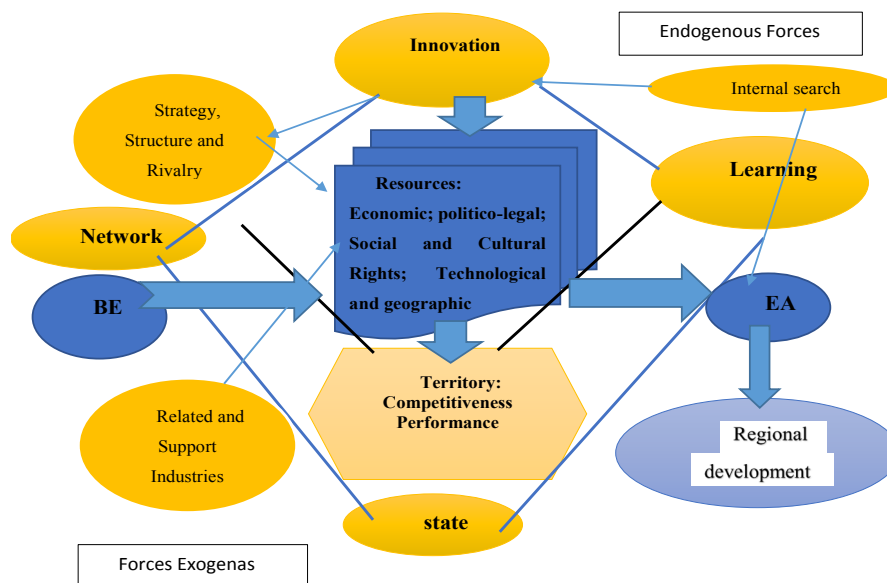 Innovation
Endogenous Forces
Internal search
Strategy,
Structure and
Rivalry
Learning
Resources:
Economic; politico-legal;
Social and Cultural
Rights; Technological
and geographic
Network
BE
EA
Territory:
Competitiveness
Performance
Related and
Support
Industries
Regional
development
state
Forces Exogenas